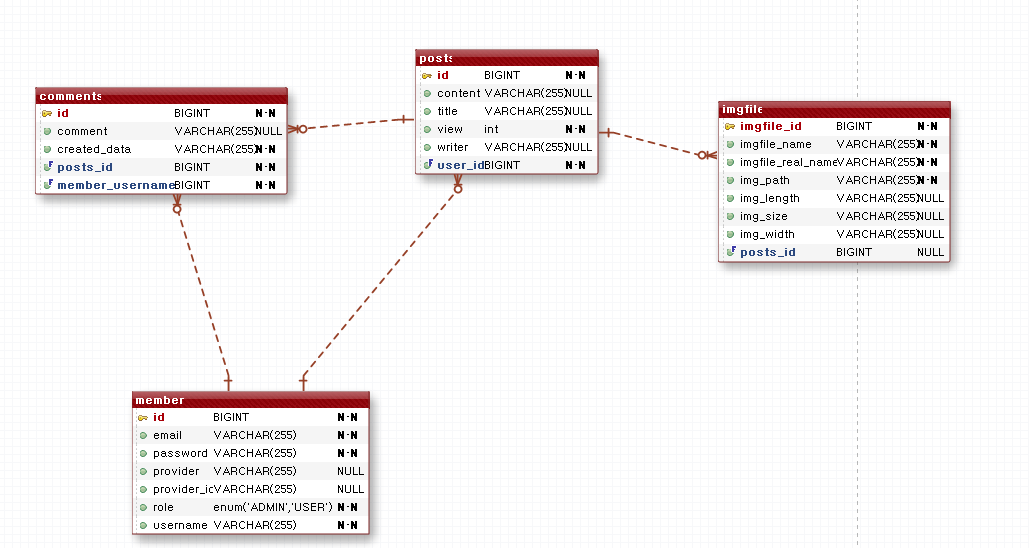 comments
id BIGINT N-N
comment VARCHAR(255) NULL
created_data VARCHAR(255) N-N
posts_id BIGINT N-N
member_username BIGINT N-N
posts
id BIGINT N-N
content VARCHAR(255) NULL
title VARCHAR(255) NULL
view int N-N
writer VARCHAR(255) NULL
user_id BIGINT N-N
imgfile
imgfile_id BIGINT N-N
imgfile_name VARCHAR(255) N-N
imgfile_real_name VARCHAR(255) N-N
img_path VARCHAR(255) N-N
img_length VARCHAR(255) NULL
img_size VARCHAR(255) NULL
img_width VARCHAR(255) NULL
posts_id BIGINT NULL
member
id BIGINT N-N
email VARCHAR(255) N-N
password VARCHAR(255) N-N
provider VARCHAR(255) NULL
provider_id VARCHAR(255) NULL
role enum('ADMIN','USER') N-N
username VARCHAR(255) N-N